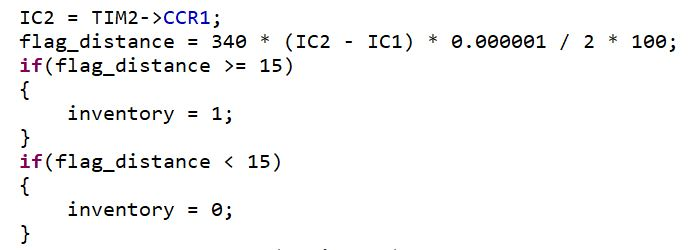 IC2 = TIM2->CCR1;
flag_distance = 340 * (IC2 - IC1) * 0.000001 / 2 * 100;
if(flag_distance >= 15)
{
    inventory = 1;
}
if(flag_distance < 15)
{
    inventory = 0;
}